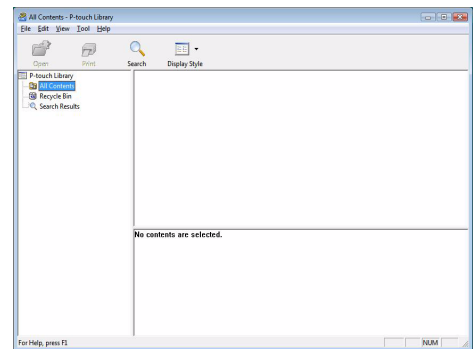 All Contents - P-touch Library
File Edit View Tool Help
Open Print Search Display Style
P-touch Library
All Contents
Recycle Bin
Search Results
No contents are selected.
For Help, press F1
NUM